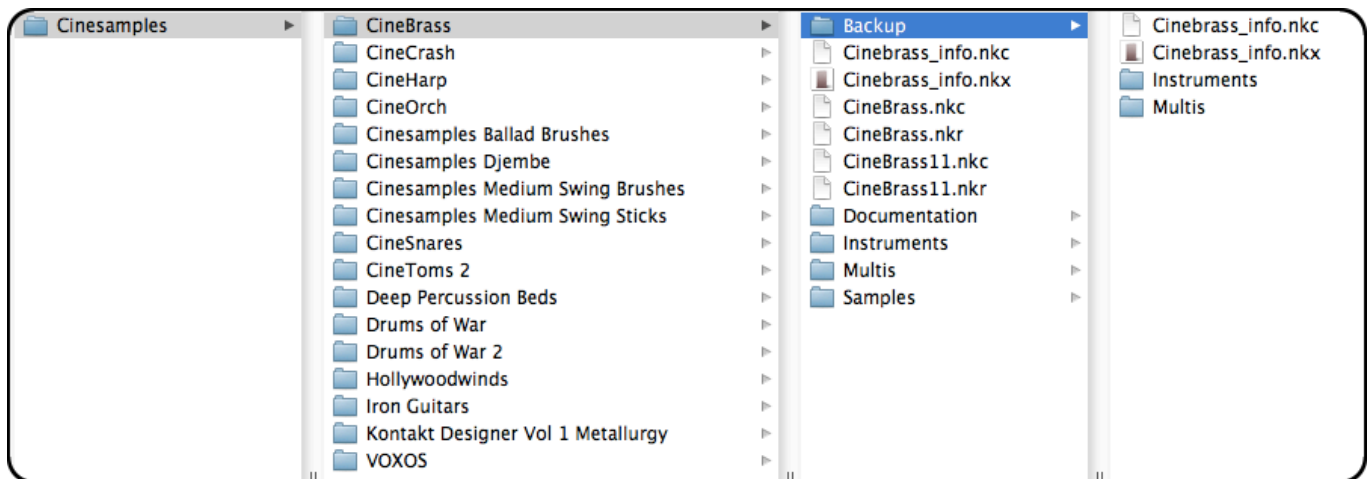 Cinesamples
CineBrass
CineCrash
CineHarp
CineOrch
Cinesamples Ballad Brushes
Cinesamples Djembe
Cinesamples Medium Swing Brushes
Cinesamples Medium Swing Sticks
CineSnares
CineToms 2
Deep Percussion Beds
Drums of War
Drums of War 2
Hollywoodwinds
Iron Guitars
Kontakt Designer Vol 1 Metallurgy
VOXOS
Backup
Cinebrass_info.nkc
Cinebrass_info.nkx
CineBrass.nkc
CineBrass.nkr
CineBrass11.nkc
CineBrass11.nkr
Documentation
Instruments
Multis
Samples
Cinebrass_info.nkc
Cinebrass_info.nkx
Instruments
Multis